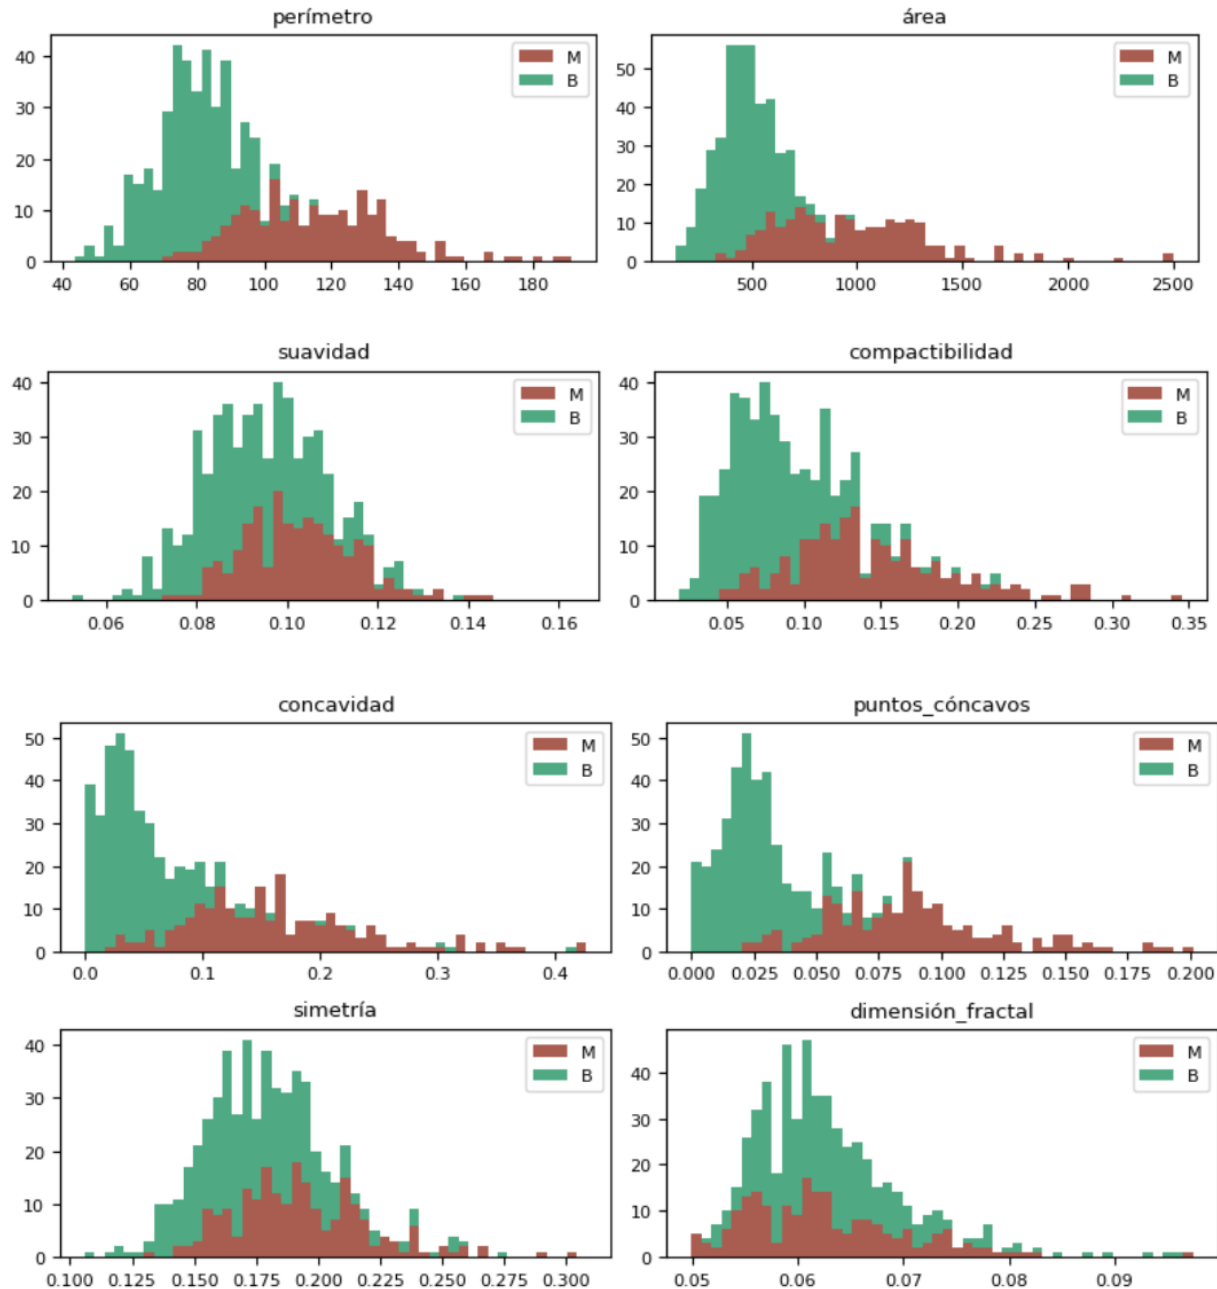 perímetro
40
30
20
10
0
40 60 80 100 120 140 160 180
M
B
área
50
40
30
20
10
0
500 1000 1500 2000 2500
M
B
suavidad
40
30
20
10
0
0.06 0.08 0.10 0.12 0.14 0.16
M
B
compactibilidad
40
30
20
10
0
0.05 0.10 0.15 0.20 0.25 0.30 0.35
M
B
concavidad
50
40
30
20
10
0
0.0 0.1 0.2 0.3 0.4
M
B
puntos_cóncavos
50
40
30
20
10
0
0.000 0.025 0.050 0.075 0.100 0.125 0.150 0.175 0.200
M
B
simetría
40
30
20
10
0
0.100 0.125 0.150 0.175 0.200 0.225 0.250 0.275 0.300
M
B
dimensión_fractal
40
30
20
10
0
0.05 0.06 0.07 0.08 0.09
M
B